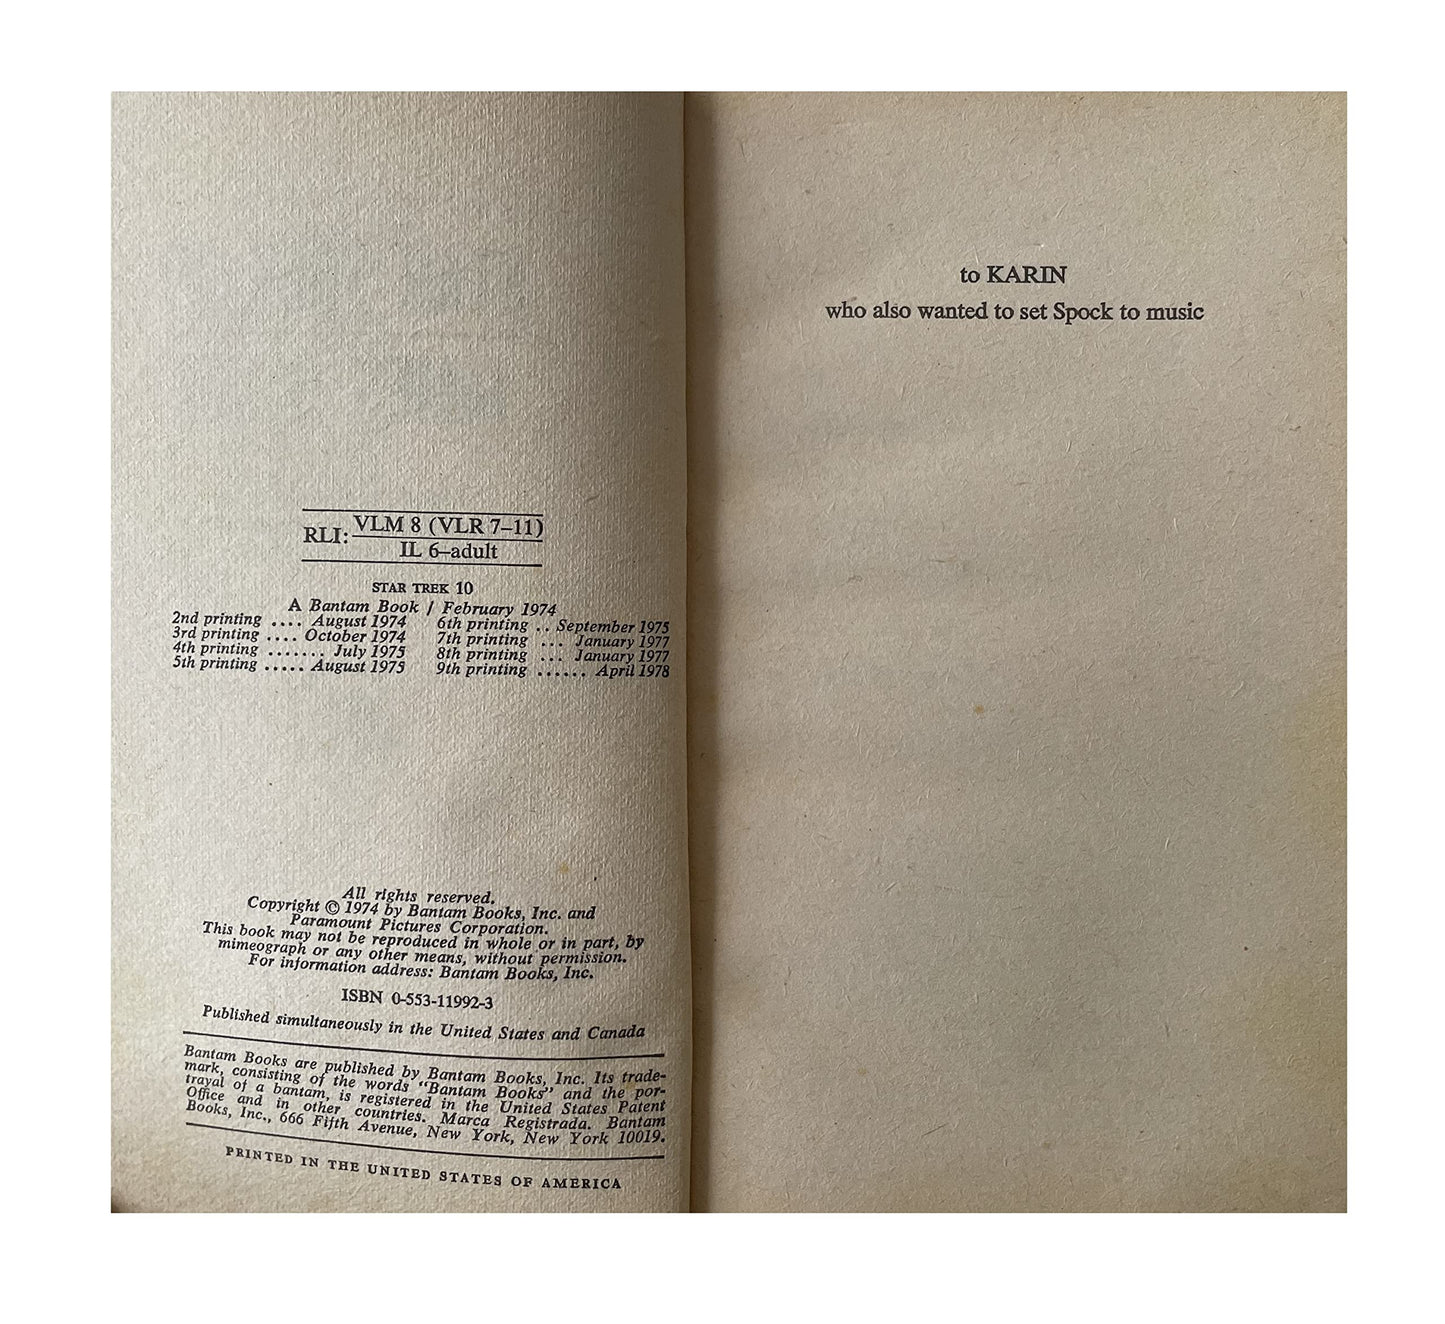 RLI: VLM 8 (VLR 7–11)
IL 6–adult
STAR TREK 10
A Bantam Book / February 1974
2nd printing .... August 1974
3rd printing .... October 1974
4th printing ....... July 1975
5th printing ..... August 1975
6th printing .. September 1975
7th printing ... January 1977
8th printing ... January 1977
9th printing ...... April 1978
All rights reserved.
Copyright © 1974 by Bantam Books, Inc. and
Paramount Pictures Corporation.
This book may not be reproduced in whole or in part, by
mimeograph or any other means, without permission.
For information address: Bantam Books, Inc.
ISBN 0-553-11992-3
Published simultaneously in the United States and Canada
Bantam Books are published by Bantam Books, Inc. Its trade-
mark, consisting of the words "Bantam Books" and the por-
trayal of a bantam, is registered in the United States Patent
Office and in other countries. Marca Registrada. Bantam
Books, Inc., 666 Fifth Avenue, New York, New York 10019.
PRINTED IN THE UNITED STATES OF AMERICA
to KARIN
who also wanted to set Spock to music